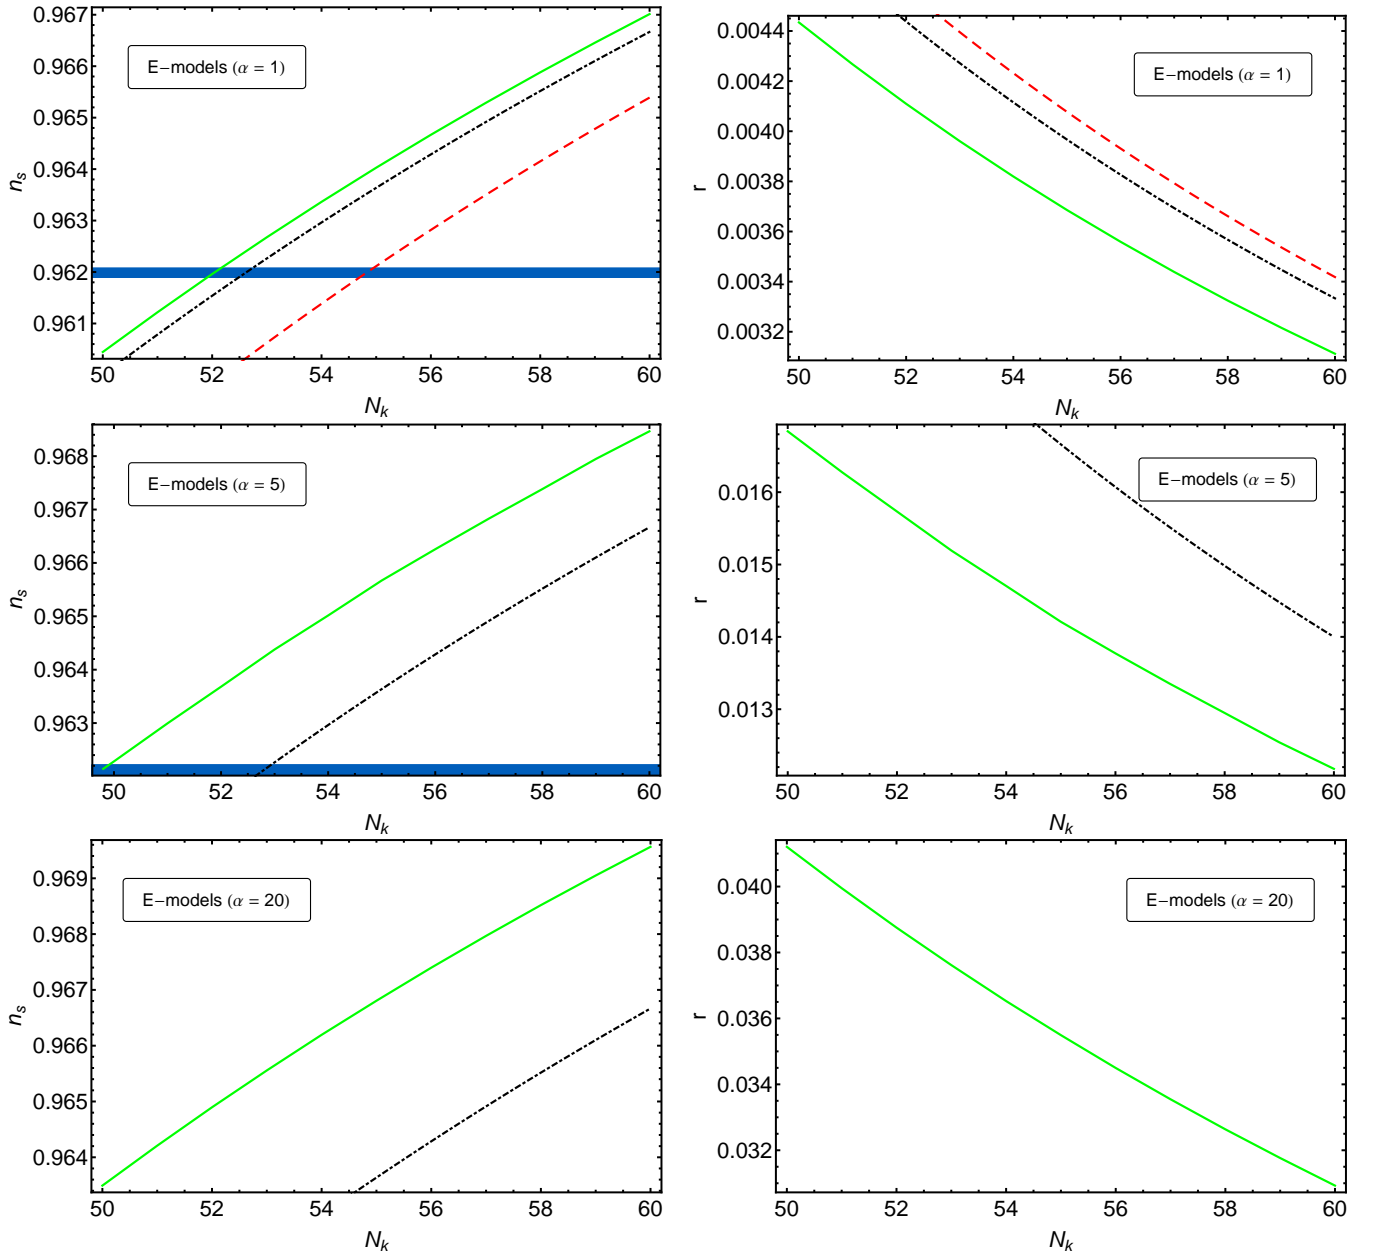 0.967
0.966
0.965
0.964
0.963
0.962
0.961
n_s
E−models (α = 1)
50 52 54 56 58 60
N_k
0.0044
0.0042
0.0040
0.0038
0.0036
0.0034
0.0032
r
E−models (α = 1)
50 52 54 56 58 60
N_k
0.968
0.967
0.966
0.965
0.964
0.963
n_s
E−models (α = 5)
50 52 54 56 58 60
N_k
0.016
0.015
0.014
0.013
r
E−models (α = 5)
50 52 54 56 58 60
N_k
0.969
0.968
0.967
0.966
0.965
0.964
n_s
E−models (α = 20)
50 52 54 56 58 60
N_k
0.040
0.038
0.036
0.034
0.032
r
E−models (α = 20)
50 52 54 56 58 60
N_k